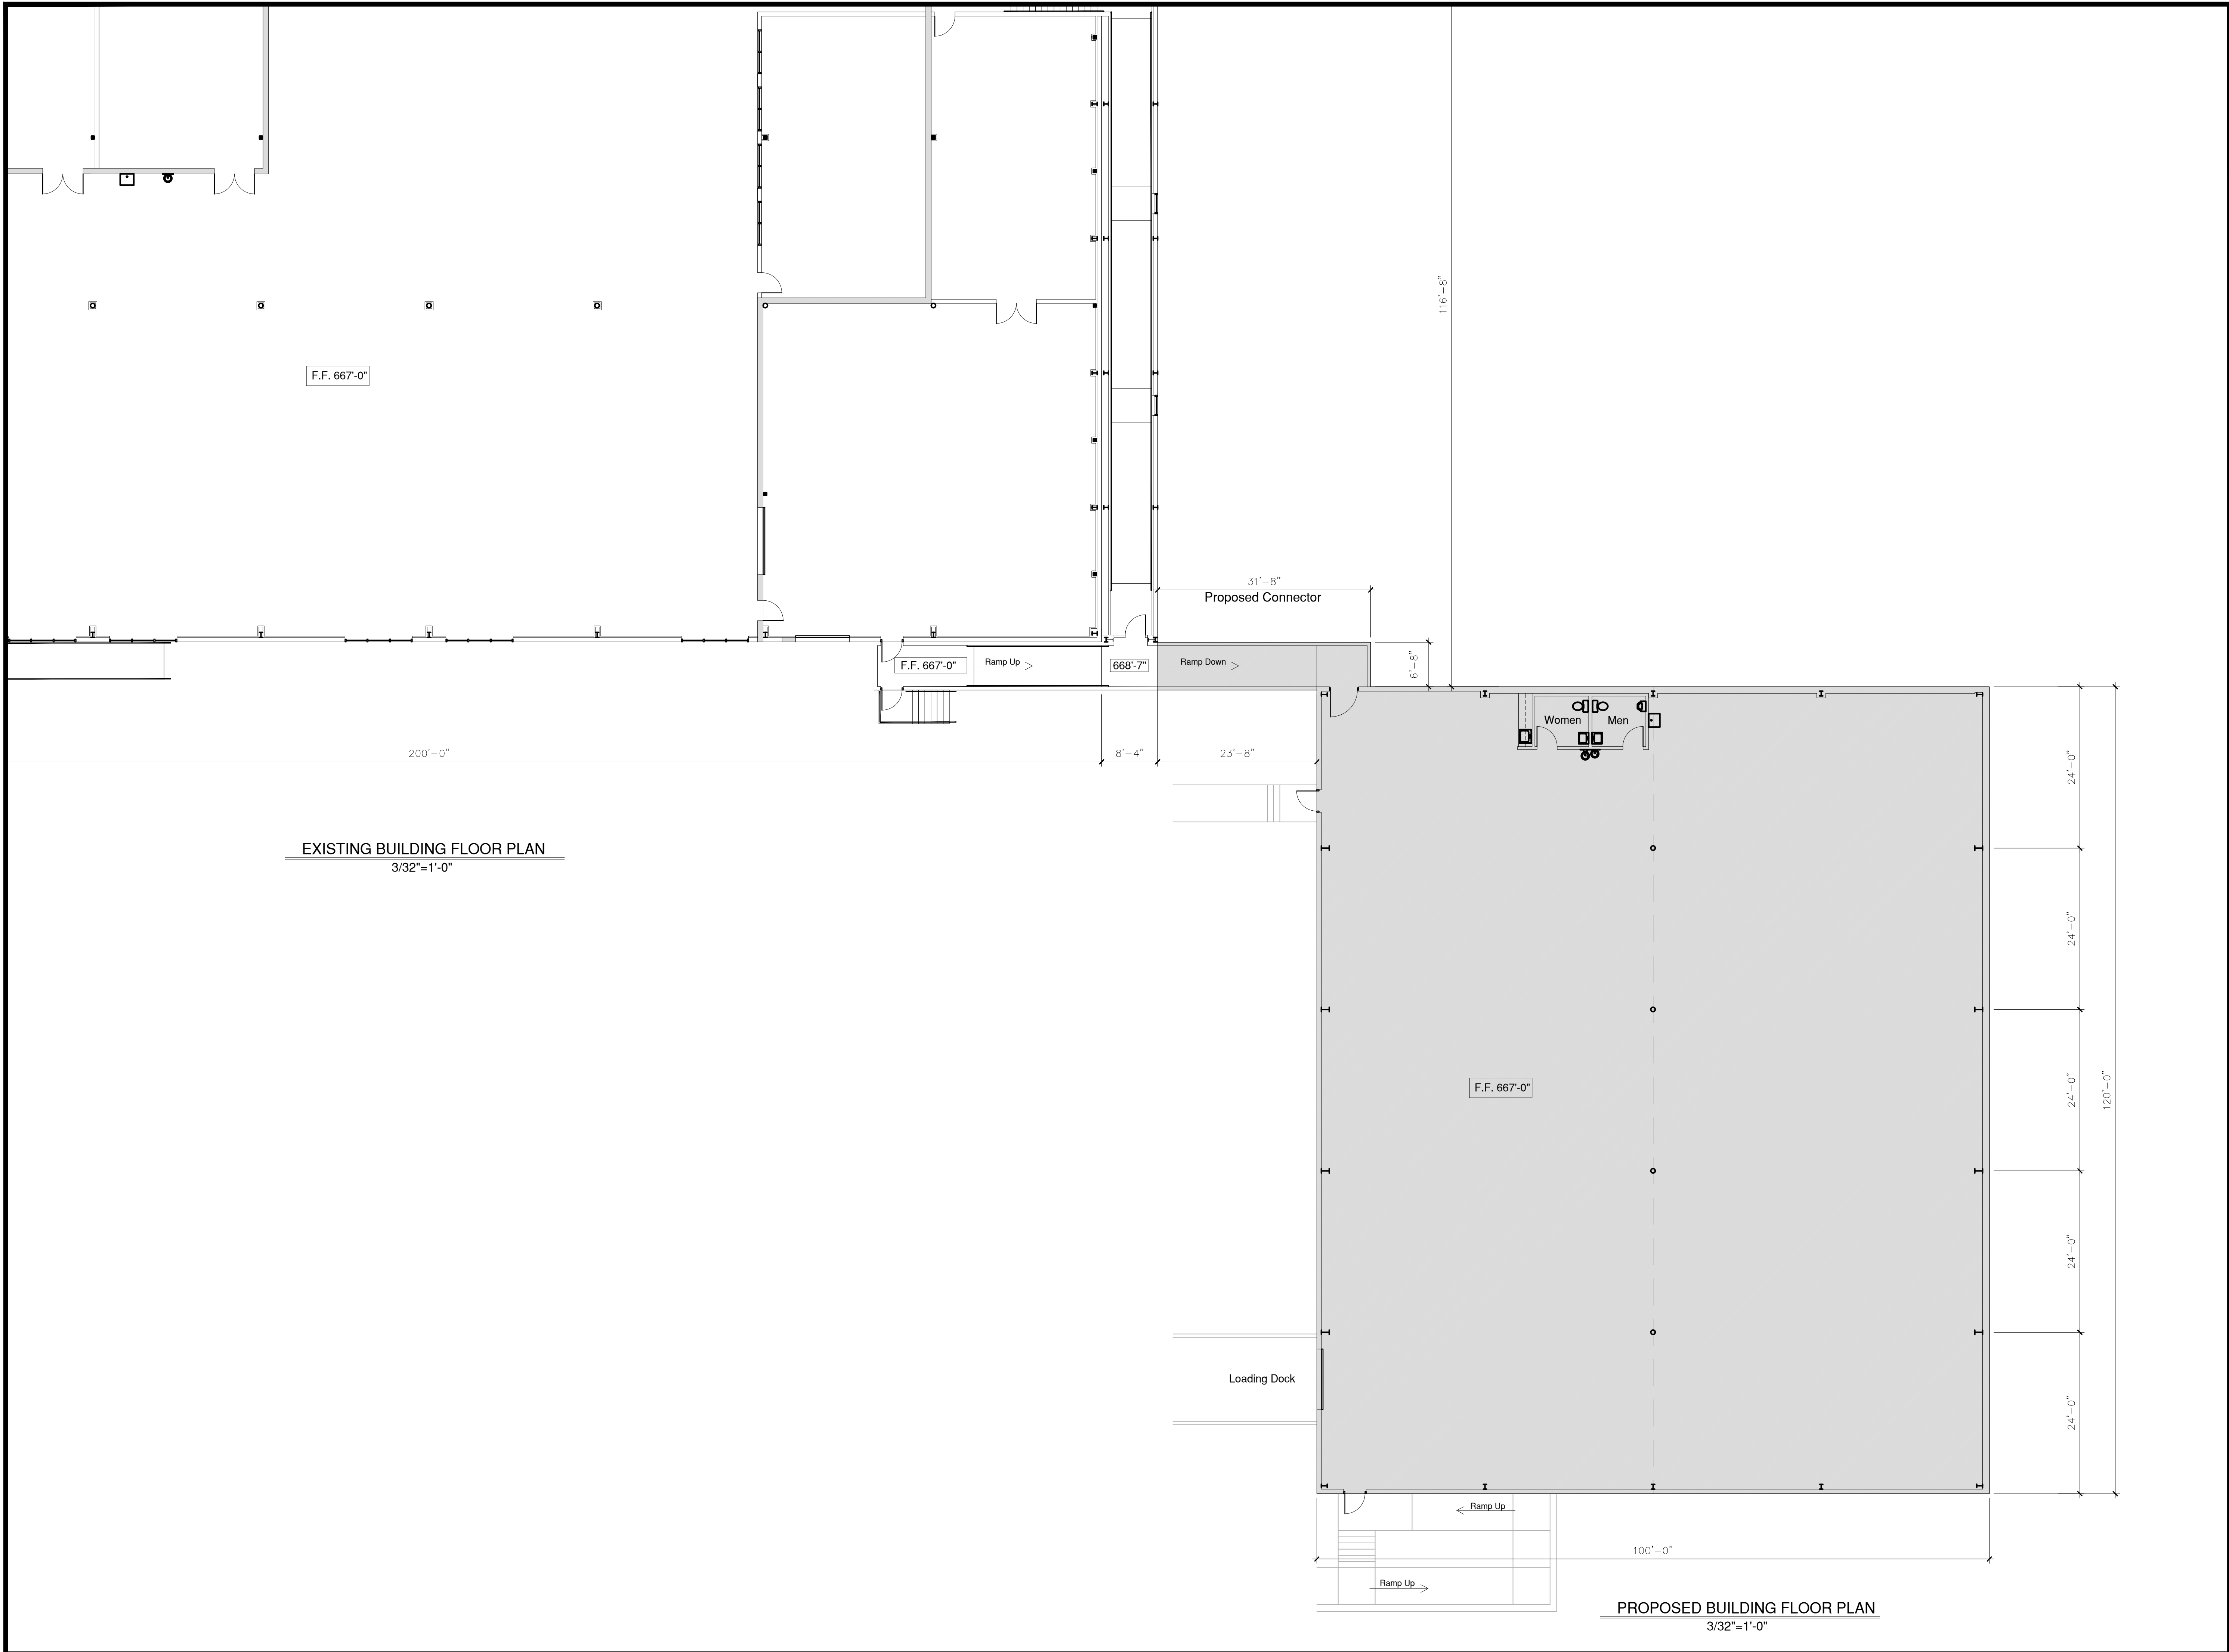 116'-8"
F.F. 667'-0"
31'-8"
Proposed Connector
F.F. 667'-0"
Ramp Up
668'-7"
Ramp Down
6'-8"
Women
Men
200'-0"
8'-4"
23'-8"
24'-0"
EXISTING BUILDING FLOOR PLAN
3/32"=1'-0"
24'-0"
F.F. 667'-0"
24'-0"
120'-0"
24'-0"
Loading Dock
24'-0"
Ramp Up
100'-0"
Ramp Up
PROPOSED BUILDING FLOOR PLAN
3/32"=1'-0"